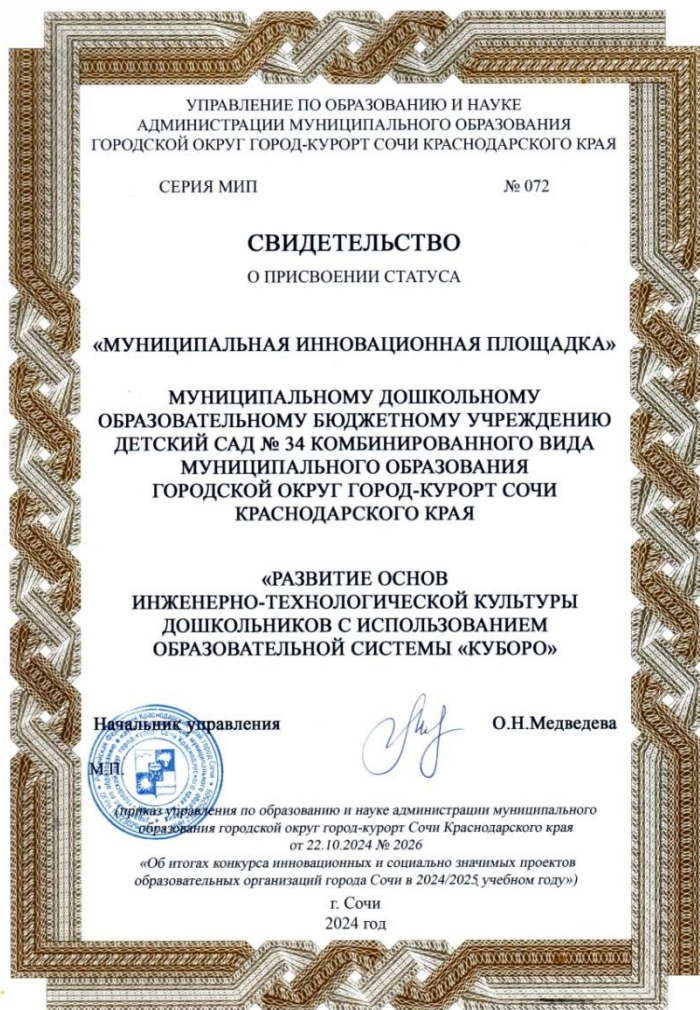 УПРАВЛЕНИЕ ПО ОБРАЗОВАНИЮ И НАУКЕ
АДМИНИСТРАЦИИ МУНИЦИПАЛЬНОГО ОБРАЗОВАНИЯ
ГОРОДСКОЙ ОКРУГ ГОРОД-КУРОРТ СОЧИ КРАСНОДАРСКОГО КРАЯ
СЕРИЯ МИП № 072
СВИДЕТЕЛЬСТВО
О ПРИСВОЕНИИ СТАТУСА
«МУНИЦИПАЛЬНАЯ ИННОВАЦИОННАЯ ПЛОЩАДКА»
МУНИЦИПАЛЬНОМУ ДОШКОЛЬНОМУ
ОБРАЗОВАТЕЛЬНОМУ БЮДЖЕТНОМУ УЧРЕЖДЕНИЮ
ДЕТСКИЙ САД № 34 КОМБИНИРОВАННОГО ВИДА
МУНИЦИПАЛЬНОГО ОБРАЗОВАНИЯ
ГОРОДСКОЙ ОКРУГ ГОРОД-КУРОРТ СОЧИ
КРАСНОДАРСКОГО КРАЯ
«РАЗВИТИЕ ОСНОВ
ИНЖЕНЕРНО-ТЕХНОЛОГИЧЕСКОЙ КУЛЬТУРЫ
ДОШКОЛЬНИКОВ С ИСПОЛЬЗОВАНИЕМ
ОБРАЗОВАТЕЛЬНОЙ СИСТЕМЫ «КУБОРО»
Начальник управления О.Н.Медведева
М.П.
(приказ управления по образованию и науке администрации муниципального
образования городской округ город-курорт Сочи Краснодарского края
от 22.10.2024 № 2026
«Об итогах конкурса инновационных и социально значимых проектов
образовательных организаций города Сочи в 2024/2025 учебном году»)
г. Сочи
2024 год